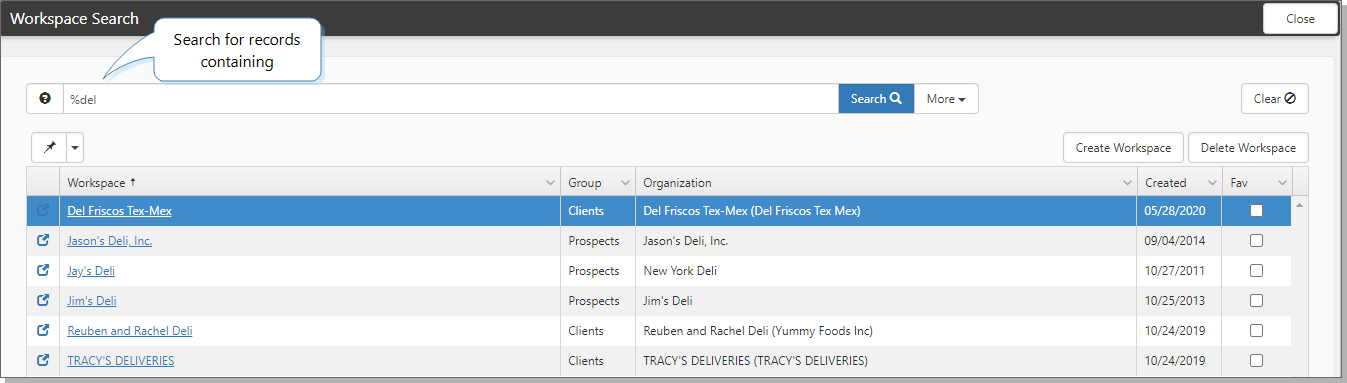 Workspace Search
Close
Search for records
containing
%del
Search
More
Clear
Create Workspace
Delete Workspace
Workspace Group Organization Created Fav
Del Friscos Tex-Mex Clients Del Friscos Tex-Mex (Del Friscos Tex Mex) 05/28/2020
Jason's Deli, Inc. Prospects Jason's Deli, Inc. 09/04/2014
Jay's Deli Prospects New York Deli 10/27/2011
Jim's Deli Prospects Jim's Deli 10/25/2013
Reuben and Rachel Deli Clients Reuben and Rachel Deli (Yummy Foods Inc) 10/24/2019
TRACY'S DELIVERIES Clients TRACY'S DELIVERIES (TRACY'S DELIVERIES) 10/24/2019